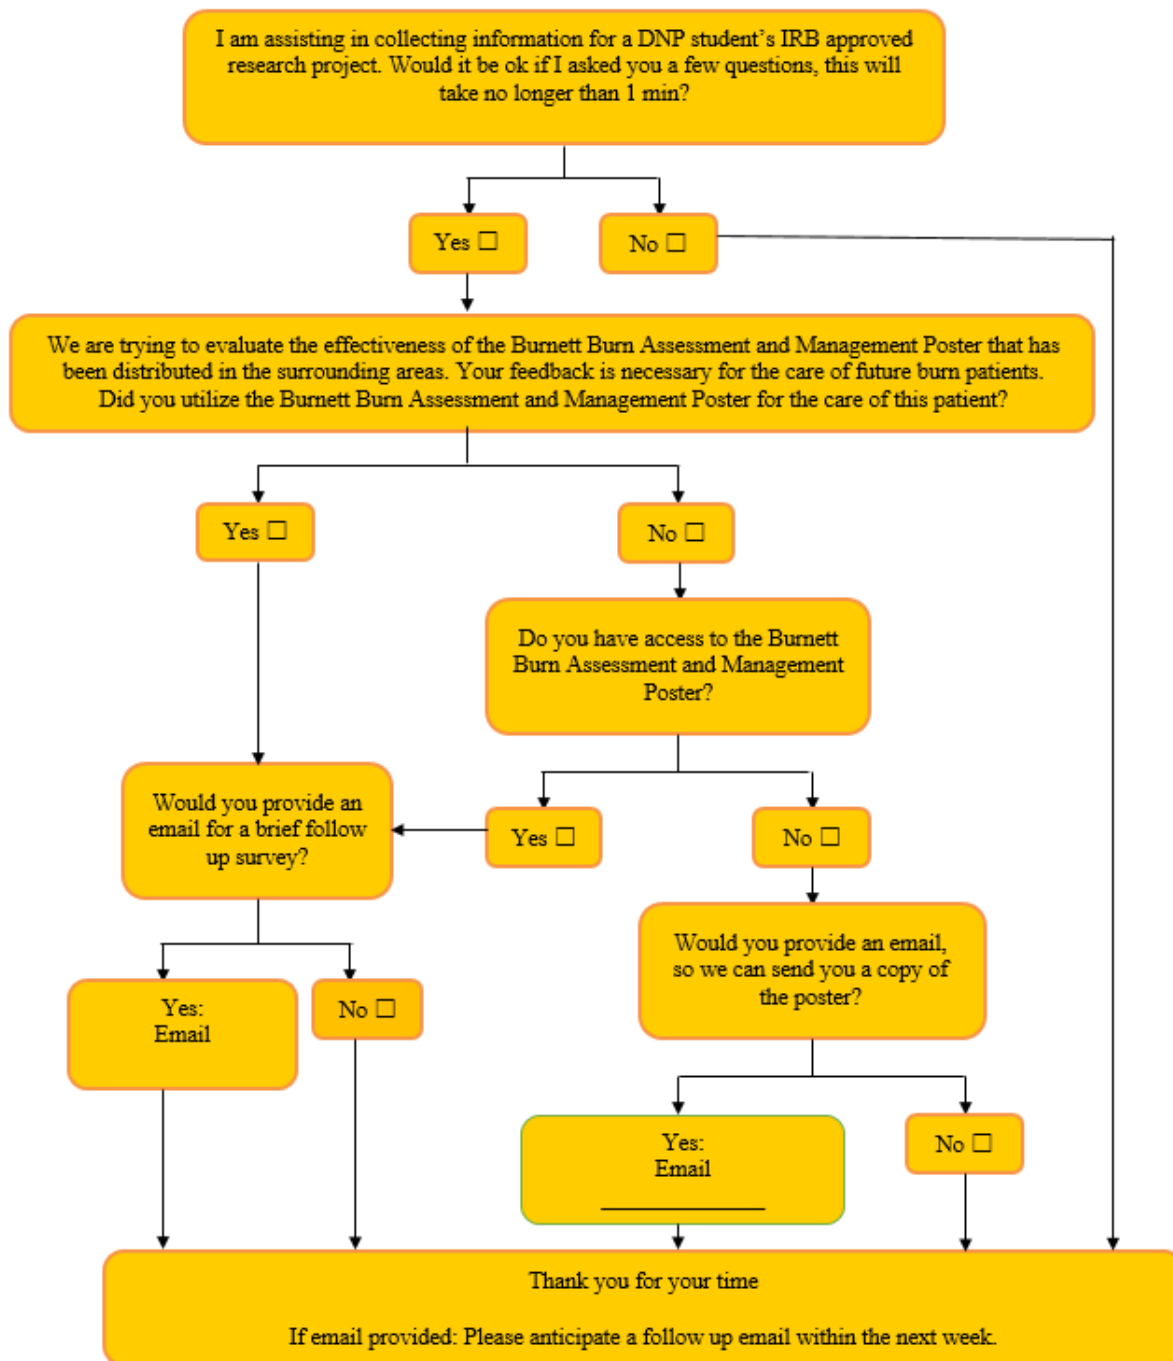 I am assisting in collecting information for a DNP student’s IRB approved
research project. Would it be ok if I asked you a few questions, this will
take no longer than 1 min?
Yes ☐
No ☐
We are trying to evaluate the effectiveness of the Burnett Burn Assessment and Management Poster that has
been distributed in the surrounding areas. Your feedback is necessary for the care of future burn patients.
Did you utilize the Burnett Burn Assessment and Management Poster for the care of this patient?
Yes ☐
No ☐
Do you have access to the Burnett
Burn Assessment and Management
Poster?
Would you provide an
email for a brief follow
up survey?
Yes ☐
No ☐
Would you provide an email,
so we can send you a copy of
the poster?
Yes:
Email
No ☐
Yes:
Email
No ☐
Thank you for your time
If email provided: Please anticipate a follow up email within the next week.